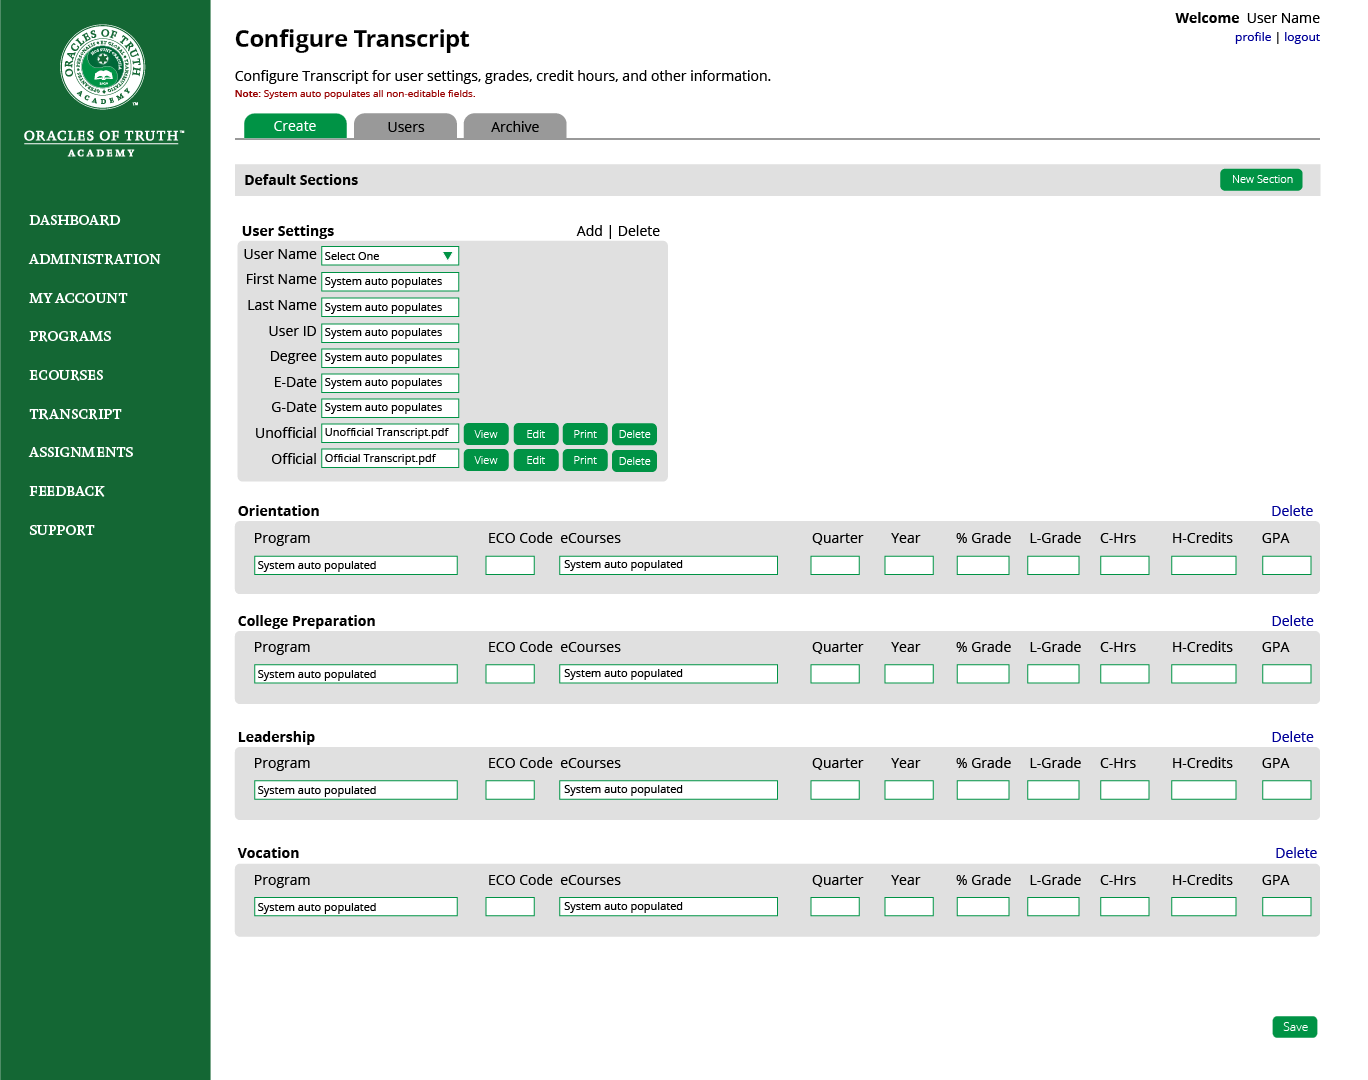 Welcome User Name
profile | logout
ORACLES OF TRUTH
ACADEMY
ORACLES OF TRUTH™
ACADEMY
DASHBOARD
ADMINISTRATION
MY ACCOUNT
PROGRAMS
ECOURSES
TRANSCRIPT
ASSIGNMENTS
FEEDBACK
SUPPORT
Configure Transcript
Configure Transcript for user settings, grades, credit hours, and other information.
Note: System auto populates all non-editable fields.
Create Users Archive
Default Sections New Section
User Settings Add | Delete
User Name Select One
First Name System auto populates
Last Name System auto populates
User ID System auto populates
Degree System auto populates
E-Date System auto populates
G-Date System auto populates
Unofficial Unofficial Transcript.pdf View Edit Print Delete
Official Official Transcript.pdf View Edit Print Delete
Orientation Delete
Program ECO Code eCourses Quarter Year % Grade L-Grade C-Hrs H-Credits GPA
System auto populated System auto populated
College Preparation Delete
Program ECO Code eCourses Quarter Year % Grade L-Grade C-Hrs H-Credits GPA
System auto populated System auto populated
Leadership Delete
Program ECO Code eCourses Quarter Year % Grade L-Grade C-Hrs H-Credits GPA
System auto populated System auto populated
Vocation Delete
Program ECO Code eCourses Quarter Year % Grade L-Grade C-Hrs H-Credits GPA
System auto populated System auto populated
Save